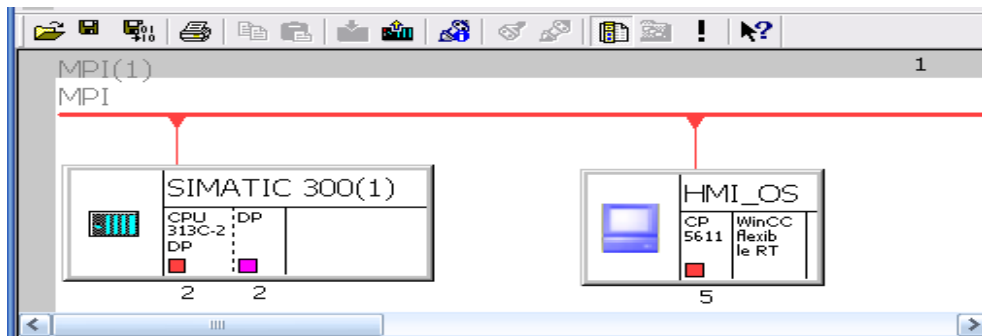 MPI(1)
1
MPI
SIMATIC 300(1)
CPU
313C-2
DP
DP
2
2
HMI_OS
CP
5611
WinCC
flexib
le RT
5